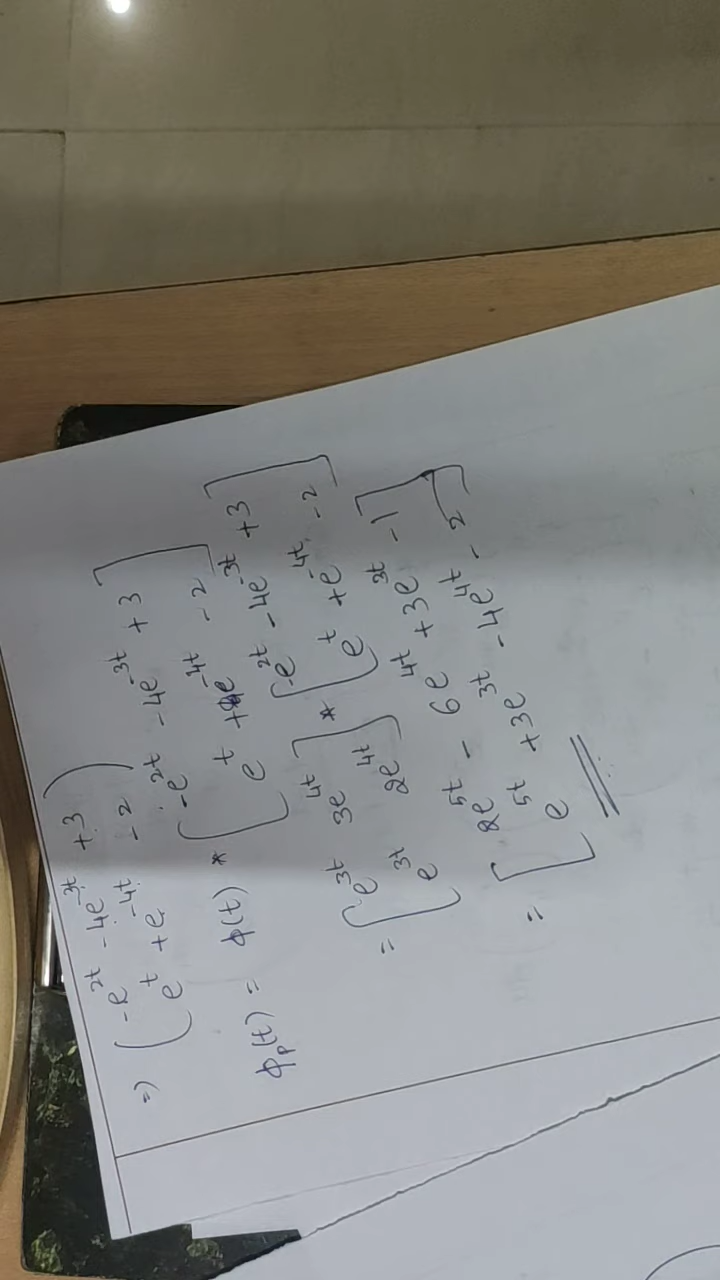 => ( -e^2t -4e^-3t +3 )
( e^t +e^-4t -2 )
φp(t) = φ(t) * [ -e^2t -4e^-3t +3 ]
[ e^t +e^-4t -2 ]
= [ e^3t 3e^4t ] * [ -e^2t -4e^-3t +3 ]
[ e^3t 2e^4t ] [ e^t +e^-4t -2 ]
= [ 2e^5t - 6e^4t +3e^3t -1 ]
[ e^5t +3e^3t -4e^4t -2 ]